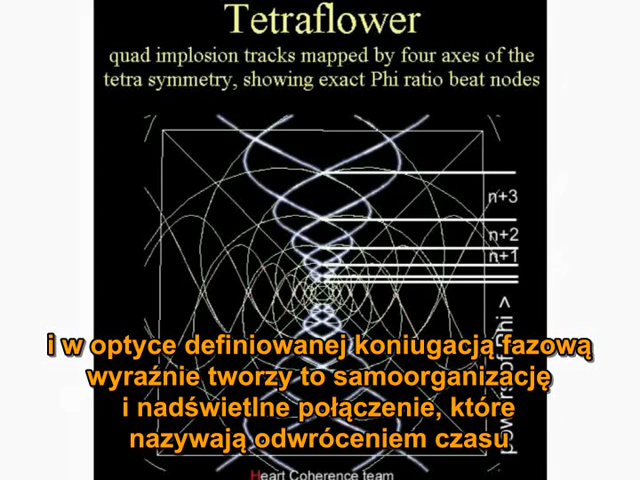 Tetraflower
quad implosion tracks mapped by four axes of the
tetra symmetry, showing exact Phi ratio beat nodes
n+3
n+2
n+1
i w optyce definiowanej koniugacją fazową
wyraźnie tworzy to samoorganizację
i nadświetlne połączenie, które
nazywają odwróceniem czasu
Phi >
Heart Coherence team